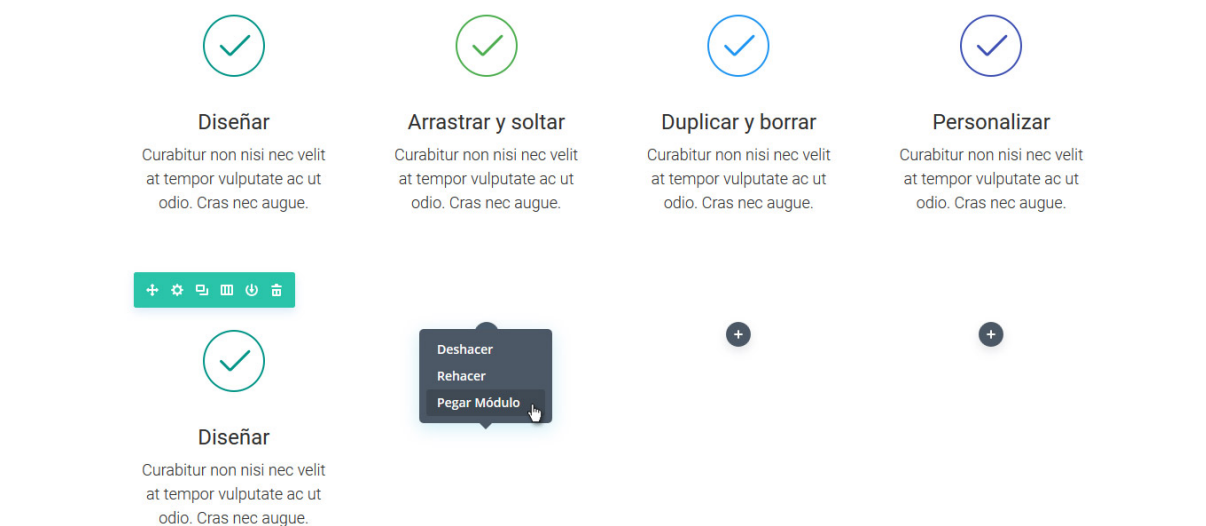 Diseñar
Curabitur non nisi nec velit
at tempor vulputate ac ut
odio. Cras nec augue.
Arrastrar y soltar
Curabitur non nisi nec velit
at tempor vulputate ac ut
odio. Cras nec augue.
Duplicar y borrar
Curabitur non nisi nec velit
at tempor vulputate ac ut
odio. Cras nec augue.
Personalizar
Curabitur non nisi nec velit
at tempor vulputate ac ut
odio. Cras nec augue.
Diseñar
Curabitur non nisi nec velit
at tempor vulputate ac ut
odio. Cras nec augue.
Deshacer
Rehacer
Pegar Módulo